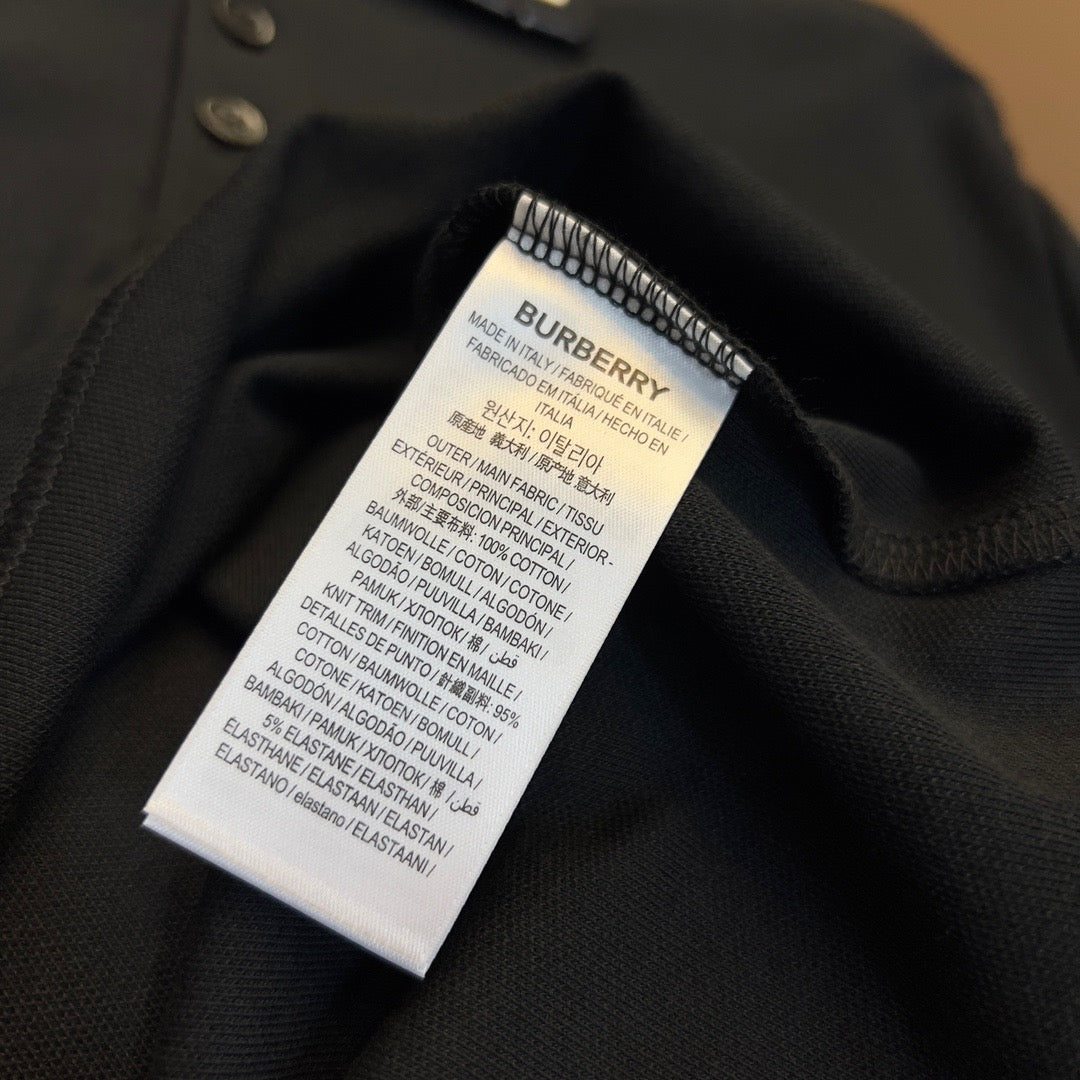 BURBERRY
MADE IN ITALY / FABRIQUÉ EN ITALIE /
FABRICADO EM ITÁLIA / HECHO EN
ITALIA
원산지: 이탈리아
原産地 義大利 / 原产地 意大利
OUTER / MAIN FABRIC / TISSU
EXTÉRIEUR / PRINCIPAL / EXTERIOR -
COMPOSICION PRINCIPAL /
外部/主要布料: 100% COTTON /
BAUMWOLLE / COTON / COTONE /
KATOEN / BOMULL / ALGODÓN /
ALGODÃO / PUUVILLA / BAMBAKI /
PAMUK / ХЛОПОК / 棉 / قطن
KNIT TRIM / FINITION EN MAILLE /
DETALLES DE PUNTO / 針織副料: 95%
COTTON / BAUMWOLLE / COTON /
COTONE / KATOEN / BOMULL /
ALGODÓN / ALGODÃO / PUUVILLA /
BAMBAKI / PAMUK / ХЛОПОК / 棉 / قطن /
5% ELASTANE / ELASTHAN /
ELASTHANE / ELASTAAN / ELASTAN /
ELASTANO / elastano / ELASTAANI /